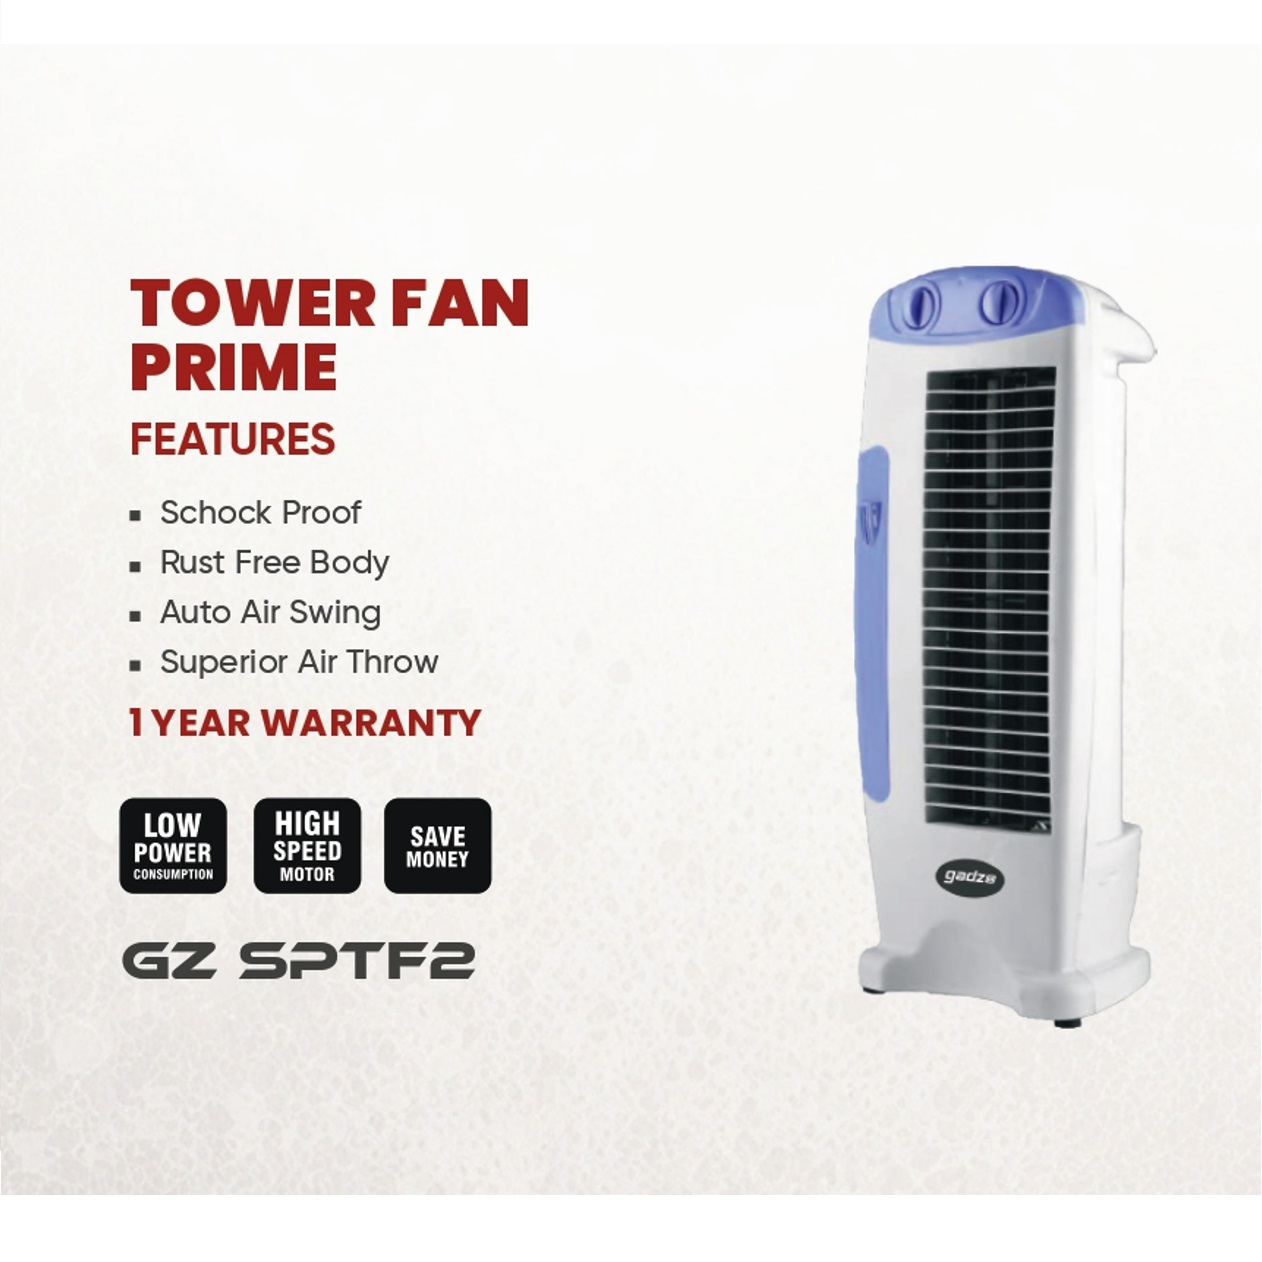 TOWER FAN
PRIME
FEATURES
▪ Schock Proof
▪ Rust Free Body
▪ Auto Air Swing
▪ Superior Air Throw
1 YEAR WARRANTY
LOW
POWER
CONSUMPTION
HIGH
SPEED
MOTOR
SAVE
MONEY
GZ SPTF2
gadzs